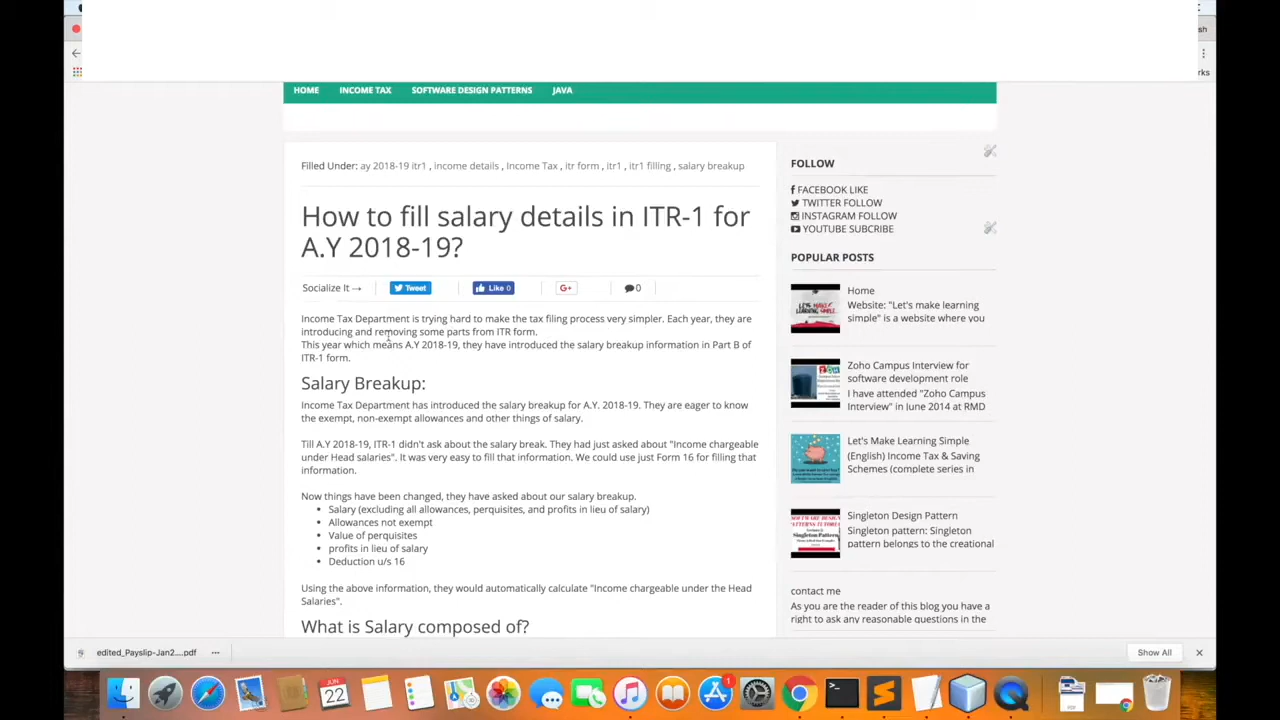 sh
rks
HOME INCOME TAX SOFTWARE DESIGN PATTERNS JAVA
Filled Under: ay 2018-19 itr1 , income details , Income Tax , itr form , itr1 , itr1 filling , salary breakup
How to fill salary details in ITR-1 for
A.Y 2018-19?
Socialize It → Tweet Like 0 G+ 0
Income Tax Department is trying hard to make the tax filing process very simpler. Each year, they are
introducing and removing some parts from ITR form.
This year which means A.Y 2018-19, they have introduced the salary breakup information in Part B of
ITR-1 form.
Salary Breakup:
Income Tax Department has introduced the salary breakup for A.Y. 2018-19. They are eager to know
the exempt, non-exempt allowances and other things of salary.
Till A.Y 2018-19, ITR-1 didn't ask about the salary break. They had just asked about "Income chargeable
under Head salaries". It was very easy to fill that information. We could use just Form 16 for filling that
information.
Now things have been changed, they have asked about our salary breakup.
• Salary (excluding all allowances, perquisites, and profits in lieu of salary)
• Allowances not exempt
• Value of perquisites
• profits in lieu of salary
• Deduction u/s 16
Using the above information, they would automatically calculate "Income chargeable under the Head
Salaries".
What is Salary composed of?
FOLLOW
FACEBOOK LIKE
TWITTER FOLLOW
INSTAGRAM FOLLOW
YOUTUBE SUBCRIBE
POPULAR POSTS
Home
Website: "Let's make learning
simple" is a website where you
Zoho Campus Interview for
software development role
I have attended "Zoho Campus
Interview" in June 2014 at RMD
Let's Make Learning Simple
(English) Income Tax & Saving
Schemes (complete series in
Singleton Design Pattern
Singleton pattern: Singleton
pattern belongs to the creational
contact me
As you are the reader of this blog you have a
right to ask any reasonable questions in the
edited_Payslip-Jan2....pdf
Show All
JUN
22
1